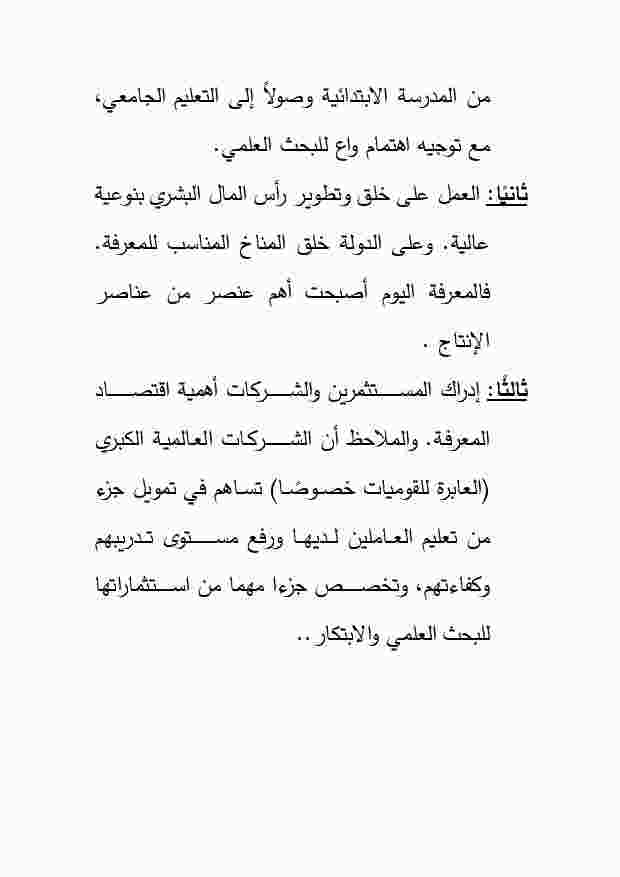 من المدرسة الابتدائية وصولاً إلى التعليم الجامعي،
مع توجيه اهتمام واع للبحث العلمي.
ثانيًا: العمل على خلق وتطوير رأس المال البشري بنوعية
عالية. وعلى الدولة خلق المناخ المناسب للمعرفة.
فالمعرفة اليوم أصبحت أهم عنصر من عناصر
الإنتاج .
ثالثًا: إدراك المستثمرين والشركات أهمية اقتصاد
المعرفة. والملاحظ أن الشركات العالمية الكبري
(العابرة للقوميات خصوصًا) تساهم في تمويل جزء
من تعليم العاملين لديها ورفع مستوى تدريبهم
وكفاءتهم، وتخصص جزءا مهما من استثماراتها
للبحث العلمي والابتكار ..